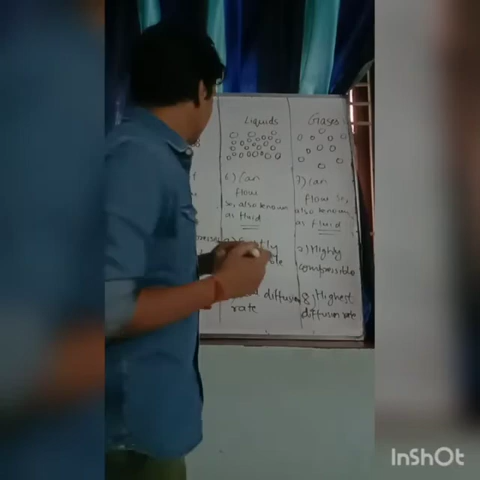 Liquids
6) Can
flow
so, also known
as fluid
diffusion
rate
Gases
7) Can
flow so,
also known
as fluid
2) Highly
compressible
8) Highest
diffusion rate
InShOt